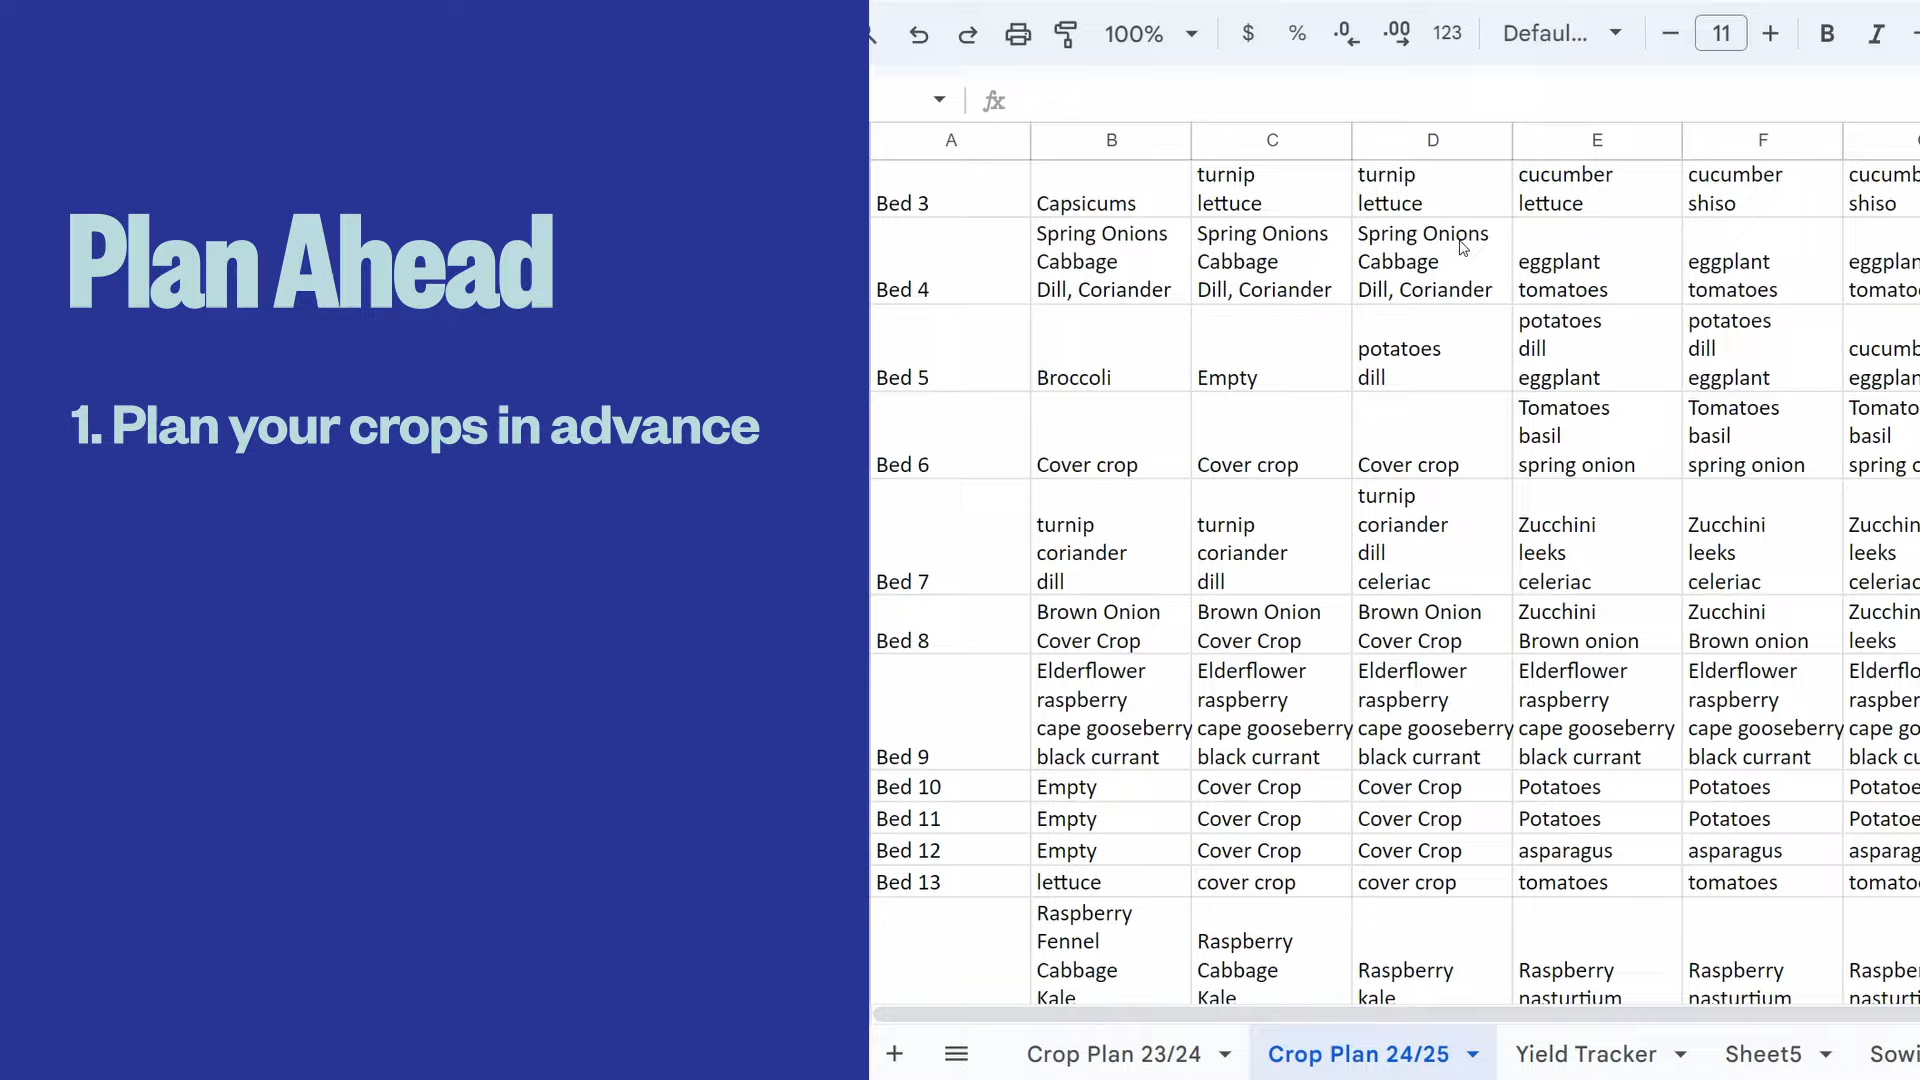 Plan Ahead
1. Plan your crops in advance
100% $ % .0 .00 123 Defaul... 11 B I
fx
A B C D E F
turnip turnip cucumber cucumber
Bed 3 Capsicums lettuce lettuce lettuce shiso shiso
Spring Onions Spring Onions Spring Onions
Cabbage Cabbage Cabbage eggplant eggplant
Bed 4 Dill, Coriander Dill, Coriander Dill, Coriander tomatoes tomatoes
potatoes potatoes
potatoes dill dill
Bed 5 Broccoli Empty dill eggplant eggplant
Tomatoes Tomatoes
basil basil basil
Bed 6 Cover crop Cover crop Cover crop spring onion spring onion spring
turnip
turnip turnip coriander Zucchini Zucchini
coriander coriander dill leeks leeks leeks
Bed 7 dill dill celeriac celeriac celeriac
Brown Onion Brown Onion Brown Onion Zucchini Zucchini
Bed 8 Cover Crop Cover Crop Cover Crop Brown onion Brown onion leeks
Elderflower Elderflower Elderflower Elderflower Elderflower
raspberry raspberry raspberry raspberry raspberry
cape gooseberry cape gooseberry cape gooseberry cape gooseberry cape gooseberry cape
Bed 9 black currant black currant black currant black currant black currant black
Bed 10 Empty Cover Crop Cover Crop Potatoes Potatoes
Bed 11 Empty Cover Crop Cover Crop Potatoes Potatoes
Bed 12 Empty Cover Crop Cover Crop asparagus asparagus
Bed 13 lettuce cover crop cover crop tomatoes tomatoes
Raspberry
Fennel Raspberry
Cabbage Cabbage Raspberry Raspberry Raspberry
Kale Kale kale nasturtium nasturtium
Crop Plan 23/24 Crop Plan 24/25 Yield Tracker Sheet5